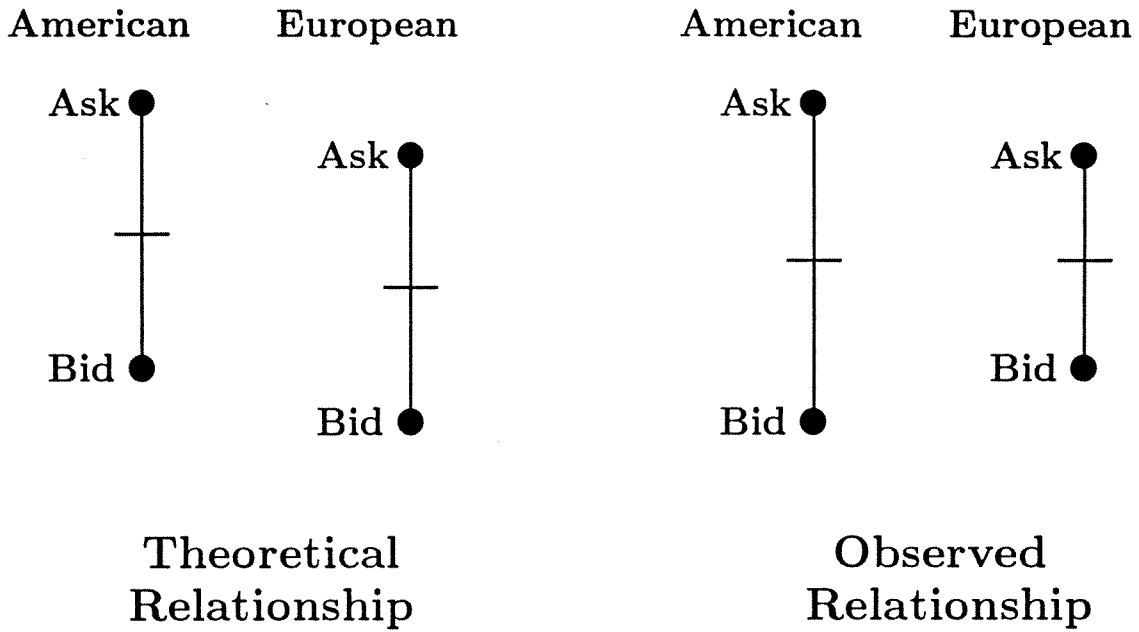 American European
Ask
Ask
Bid
Bid
Theoretical
Relationship
American European
Ask
Ask
Bid
Bid
Observed
Relationship